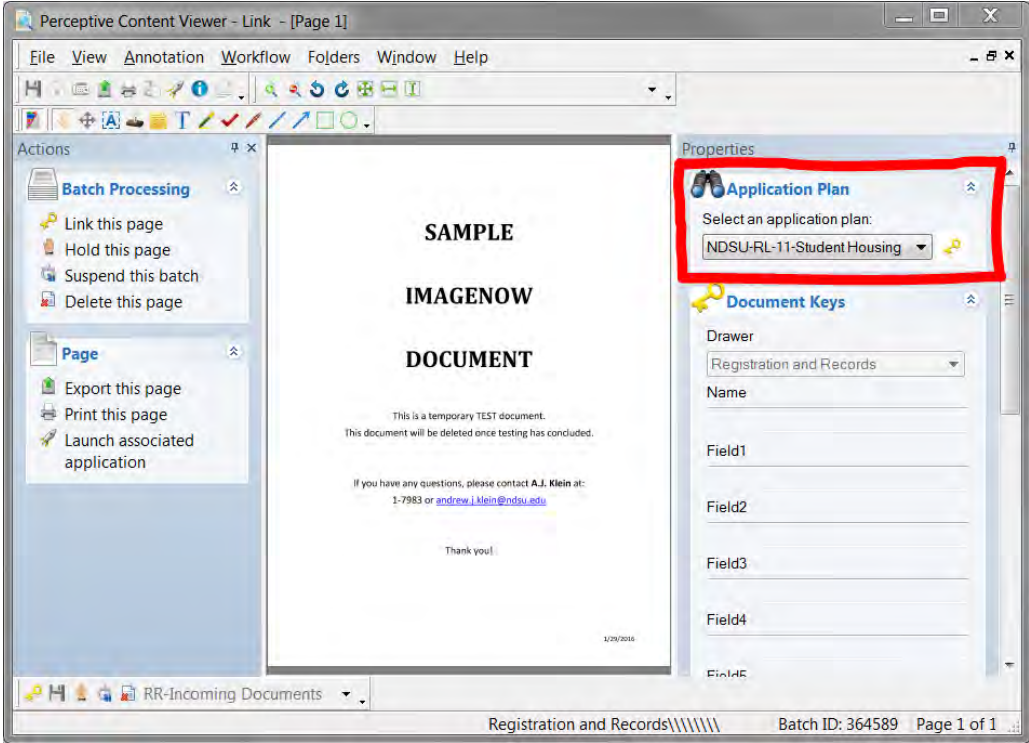 Perceptive Content Viewer - Link - [Page 1]
File View Annotation Workflow Folders Window Help
Actions
Batch Processing
Link this page
Hold this page
Suspend this batch
Delete this page
Page
Export this page
Print this page
Launch associated
application
SAMPLE
IMAGENOW
DOCUMENT
This is a temporary TEST document.
This document will be deleted once testing has concluded.
If you have any questions, please contact A.J. Klein at:
1-7983 or andrew.j.klein@ndsu.edu
Thank you!
1/29/2016
Properties
Application Plan
Select an application plan:
NDSU-RL-11-Student Housing
Document Keys
Drawer
Registration and Records
Name
Field1
Field2
Field3
Field4
Field5
RR-Incoming Documents
Registration and Records\\\\\\\\ Batch ID: 364589 Page 1 of 1